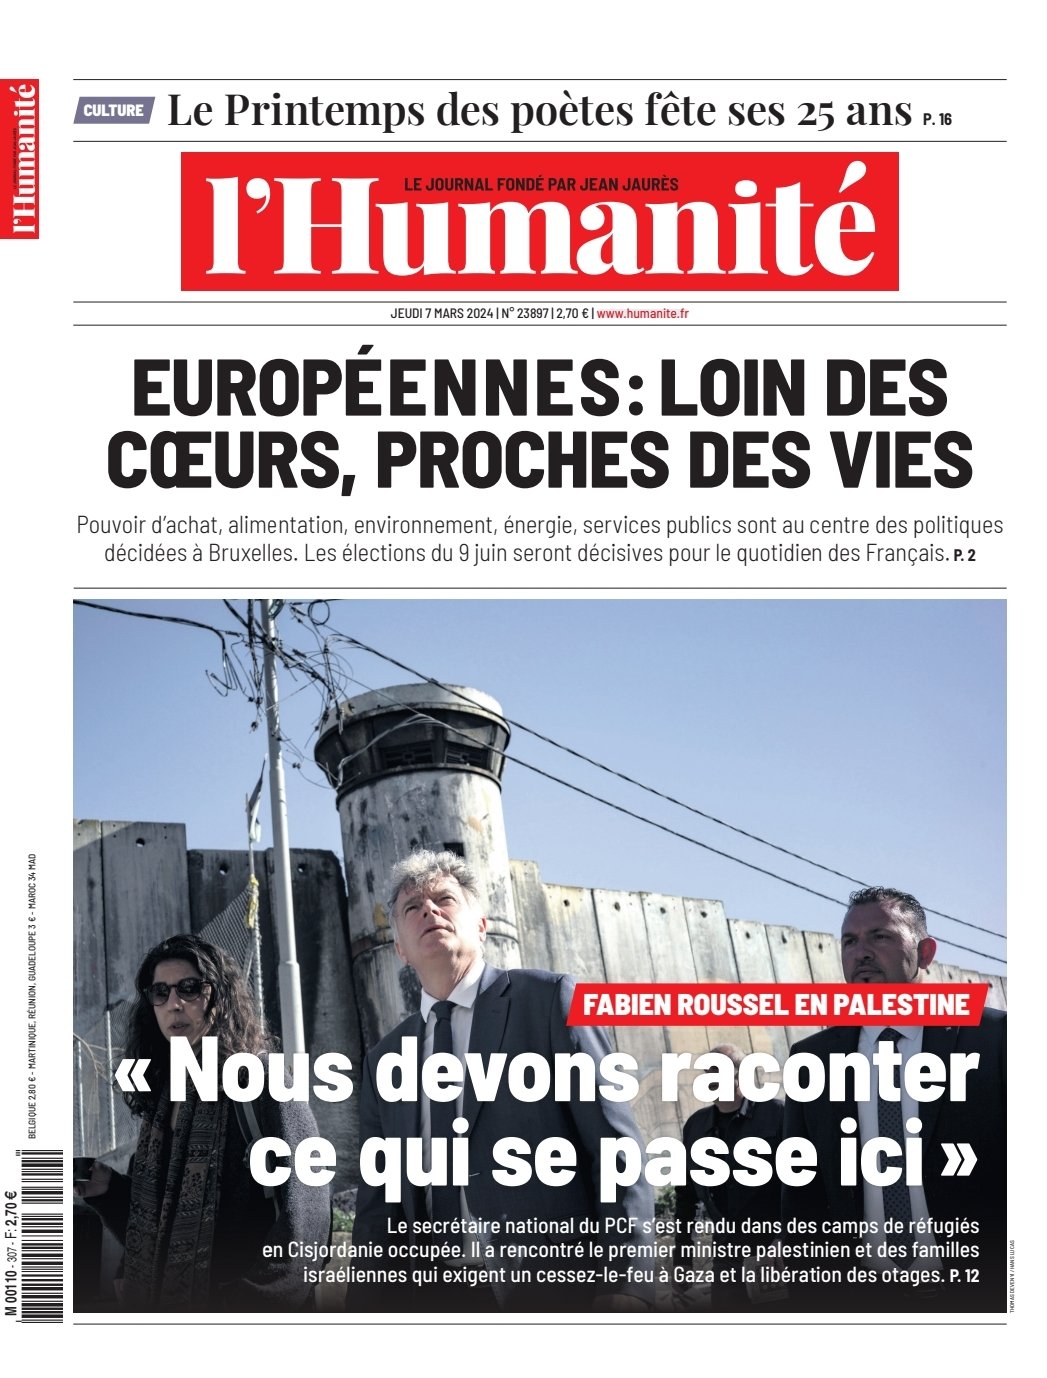 CULTURE Le Printemps des poètes fête ses 25 ans P. 16
l'Humanité
LE JOURNAL FONDÉ PAR JEAN JAURÈS
l'Humanité
JEUDI 7 MARS 2024 | N° 23897 | 2,70 € | www.humanite.fr
EUROPÉENNES : LOIN DES
CŒURS, PROCHES DES VIES
Pouvoir d'achat, alimentation, environnement, énergie, services publics sont au centre des politiques
décidées à Bruxelles. Les élections du 9 juin seront décisives pour le quotidien des Français. P. 2
FABIEN ROUSSEL EN PALESTINE
« Nous devons raconter
ce qui se passe ici »
Le secrétaire national du PCF s'est rendu dans des camps de réfugiés
en Cisjordanie occupée. Il a rencontré le premier ministre palestinien et des familles
israéliennes qui exigent un cessez-le-feu à Gaza et la libération des otages. P. 12
BELGIQUE 2,80 € - MARTINIQUE, RÉUNION, GUADELOUPE 3 € - MAROC 34 MAD
M 00110 - 307 - F: 2,70 €